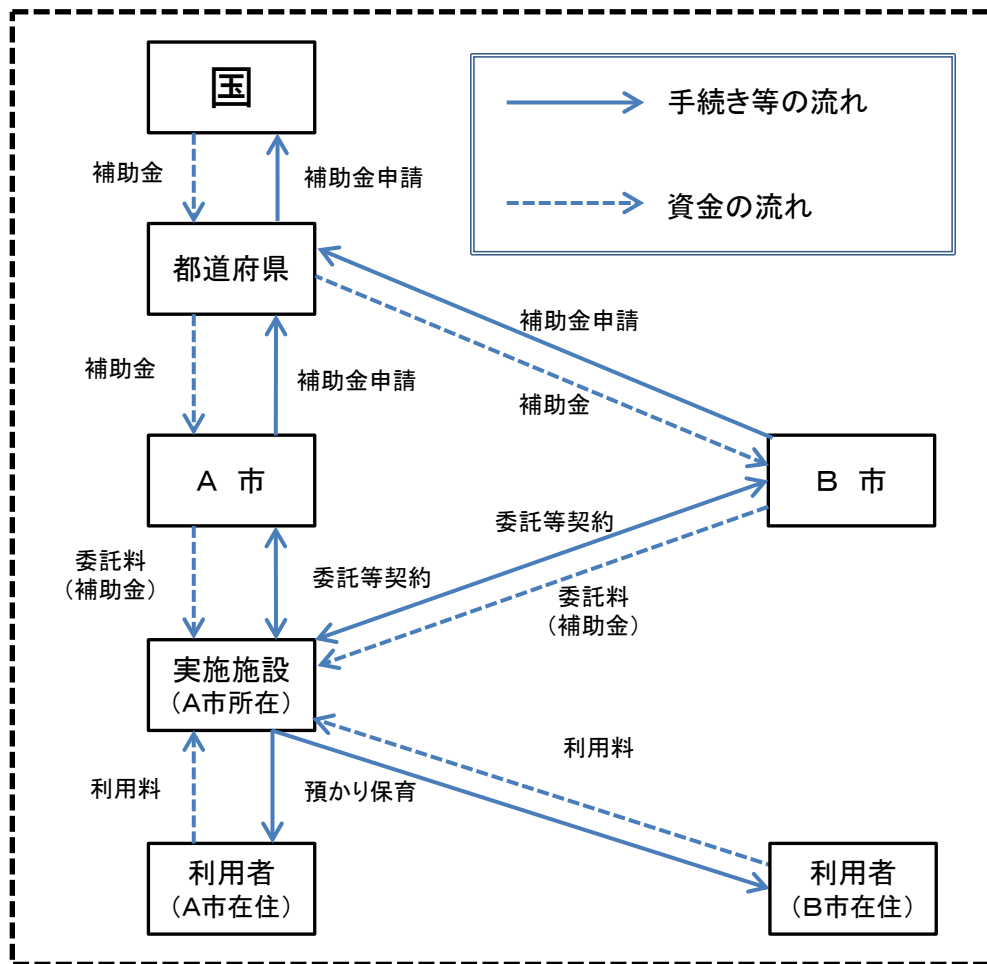 国
手続き等の流れ
資金の流れ
補助金
補助金申請
都道府県
補助金申請
補助金
補助金
補助金申請
A 市
B 市
委託等契約
委託料
(補助金)
委託等契約
委託料
(補助金)
実施施設
(A市所在)
利用料
利用料
預かり保育
利用者
(A市在住)
利用者
(B市在住)